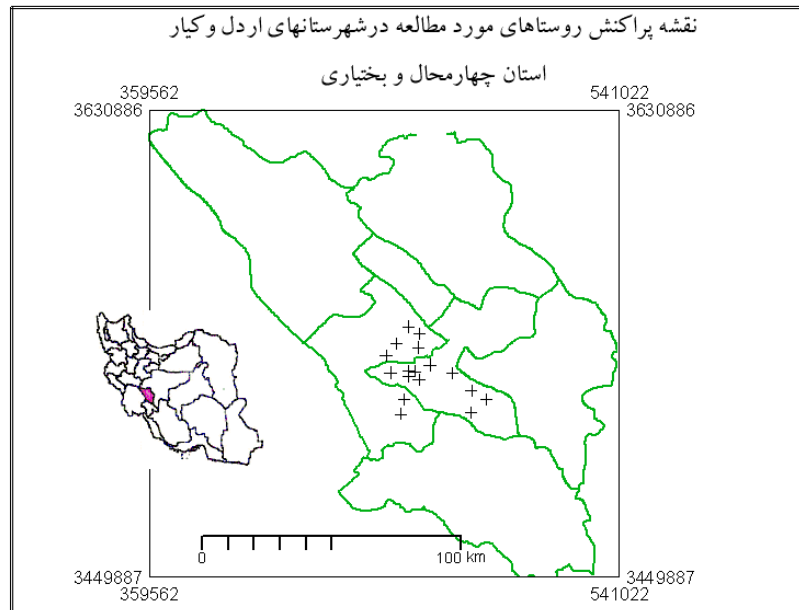 نقشه پراکنش روستاهای مورد مطالعه درشهرستانهای اردل وکیار
استان چهارمحال و بختیاری
359562 541022
3630886 3630886
0 100 km
3449887 3449887
359562 541022